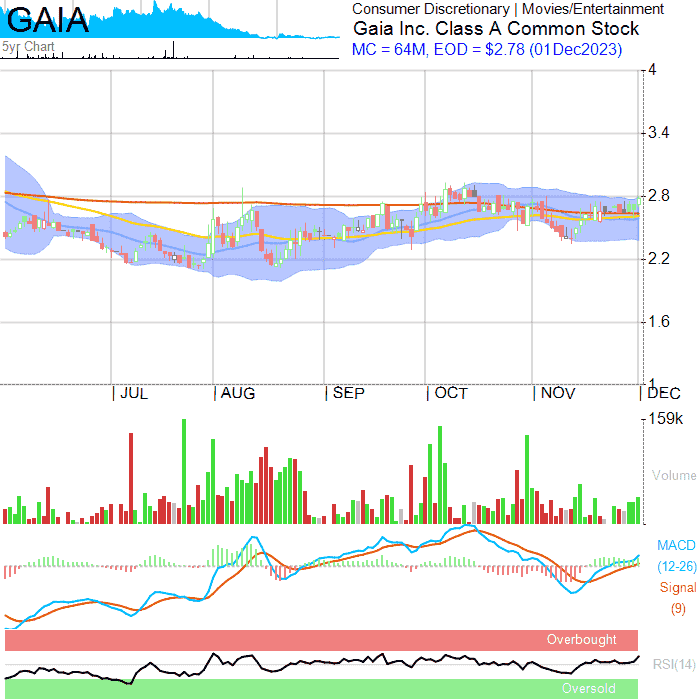 GAIA
5yr Chart
Consumer Discretionary | Movies/Entertainment
Gaia Inc. Class A Common Stock
MC = 64M, EOD = $2.78 (01Dec2023)
4
3.4
2.8
2.2
1.6
1
JUL AUG SEP OCT NOV DEC
159k
Volume
MACD
(12-26)
Signal
(9)
Overbought
RSI(14)
Oversold